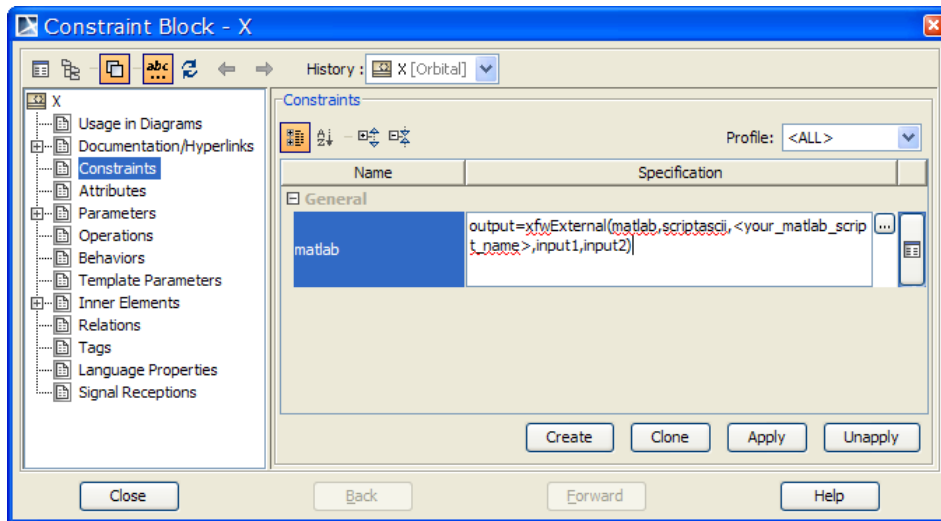 Constraint Block - X
abc
History : X [Orbital]
X
Usage in Diagrams
Documentation/Hyperlinks
Constraints
Attributes
Parameters
Operations
Behaviors
Template Parameters
Inner Elements
Relations
Tags
Language Properties
Signal Receptions
Constraints
Profile: <ALL>
Name Specification
General
matlab
output=xfwExternal(matlab,scriptascii,<your_matlab_scrip
t_name>,input1,input2)
...
Create Clone Apply Unapply
Close Back Forward Help